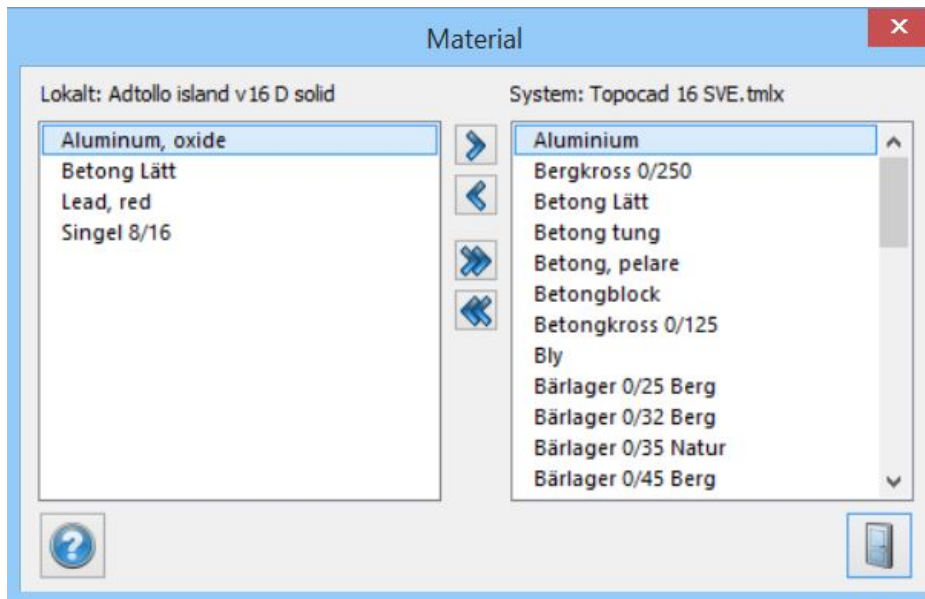 Material
Lokalt: Adtollo island v16 D solid
Aluminum, oxide
Betong Lätt
Lead, red
Singel 8/16
System: Topocad 16 SVE.tmlx
Aluminium
Bergkross 0/250
Betong Lätt
Betong tung
Betong, pelare
Betongblock
Betongkross 0/125
Bly
Bärlager 0/25 Berg
Bärlager 0/32 Berg
Bärlager 0/35 Natur
Bärlager 0/45 Berg